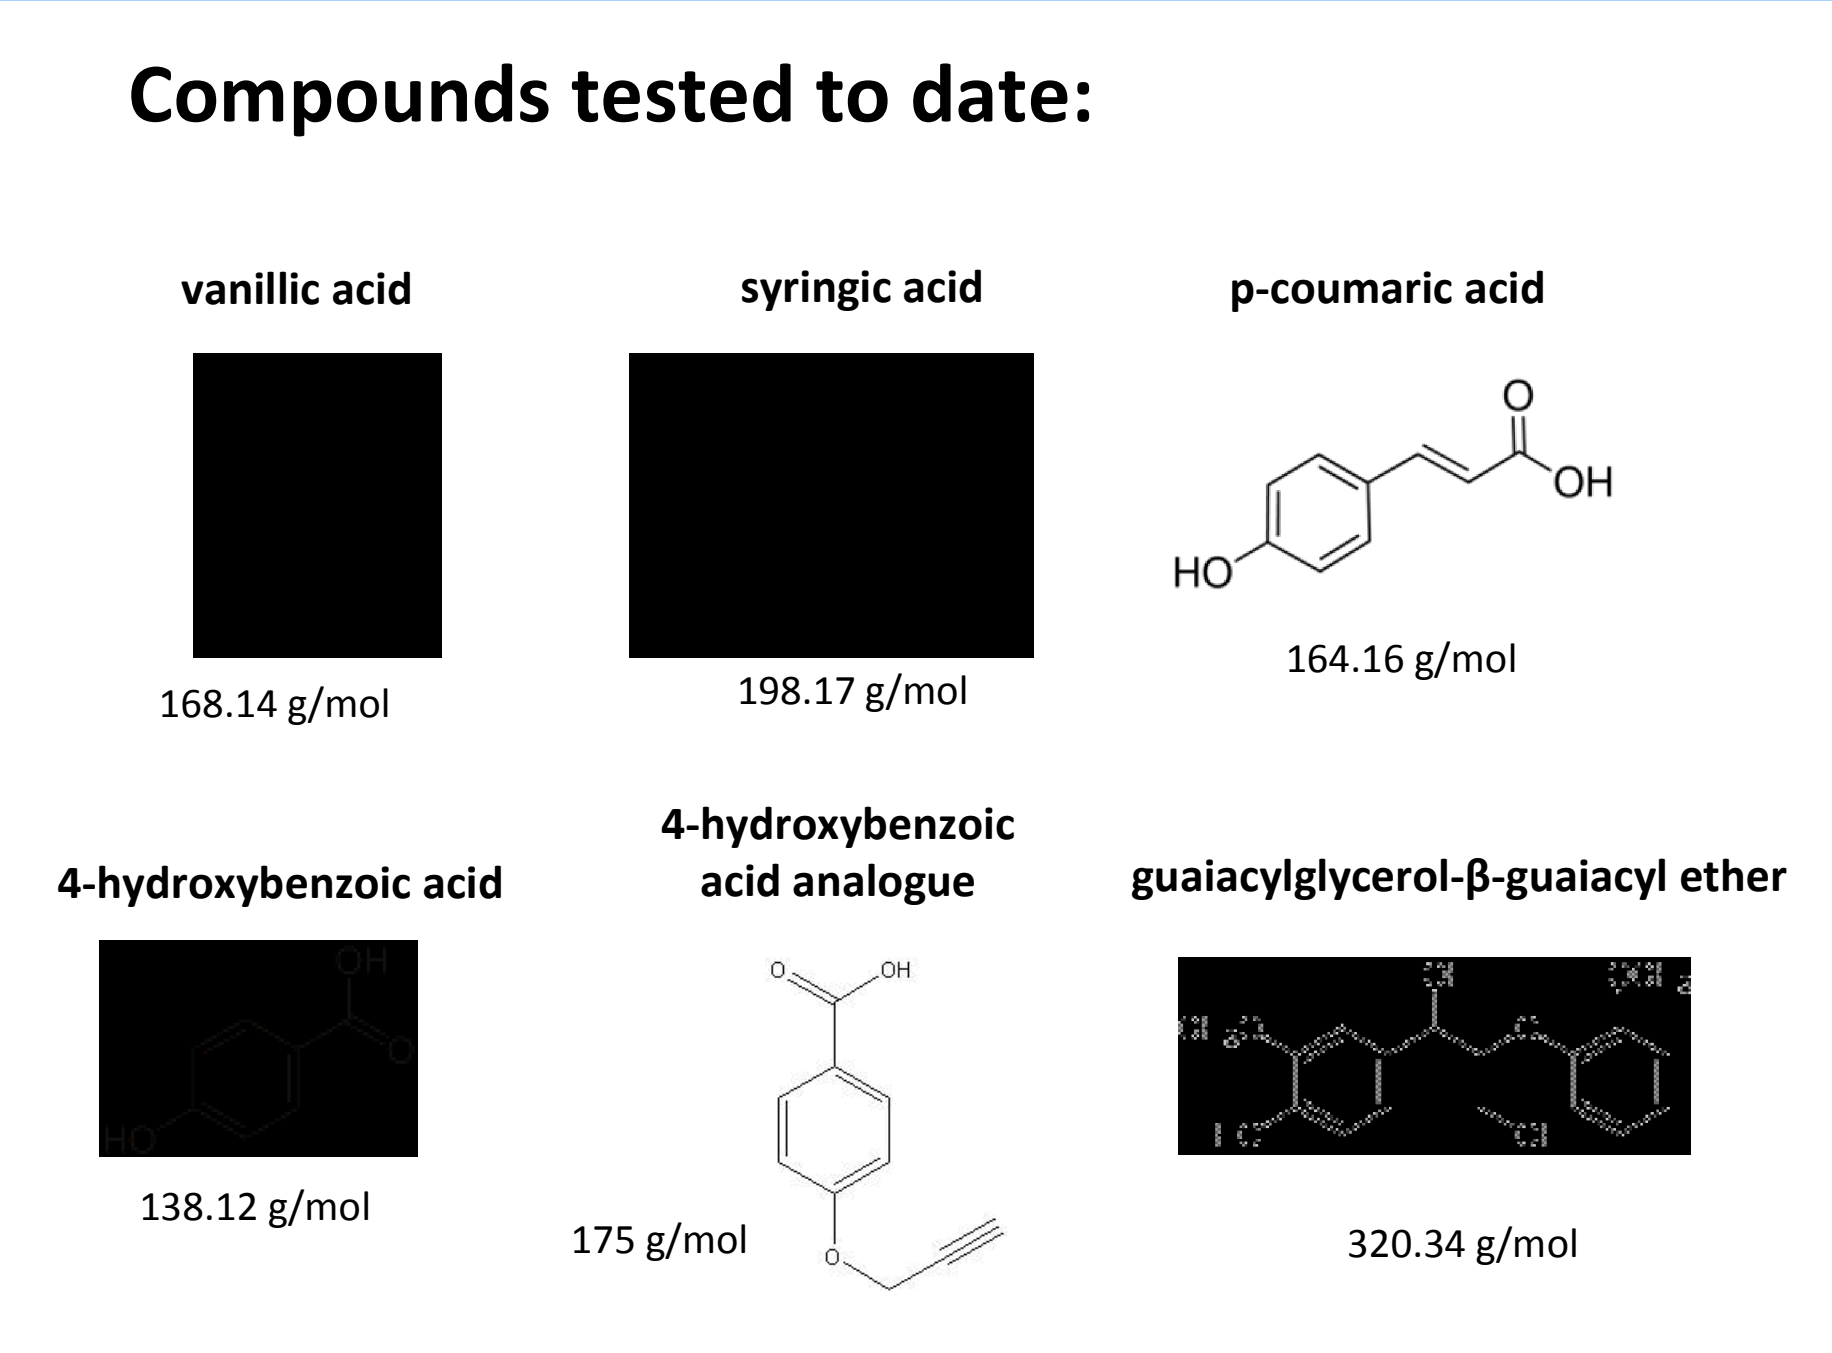 Compounds tested to date:
vanillic acid
syringic acid
p-coumaric acid
O
OH
HO
168.14 g/mol
198.17 g/mol
164.16 g/mol
4-hydroxybenzoic acid
4-hydroxybenzoic
acid analogue
guaiacylglycerol-β-guaiacyl ether
OH
O
HO
O
OH
O
138.12 g/mol
175 g/mol
320.34 g/mol